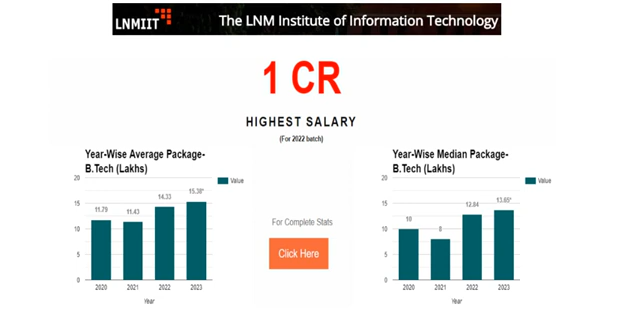 LNMIIT The LNM Institute of Information Technology
1 CR
HIGHEST SALARY
(For 2022 batch)
Year-Wise Average Package-
B.Tech (Lakhs)
Value
20
15
10
5
0
11.79
11.43
14.33
15.38*
2020 2021 2022 2023
Year
For Complete Stats
Click Here
Year-Wise Median Package-
B.Tech (Lakhs)
Value
20
15
10
5
0
10
8
12.84
13.65*
2020 2021 2022 2023
Year